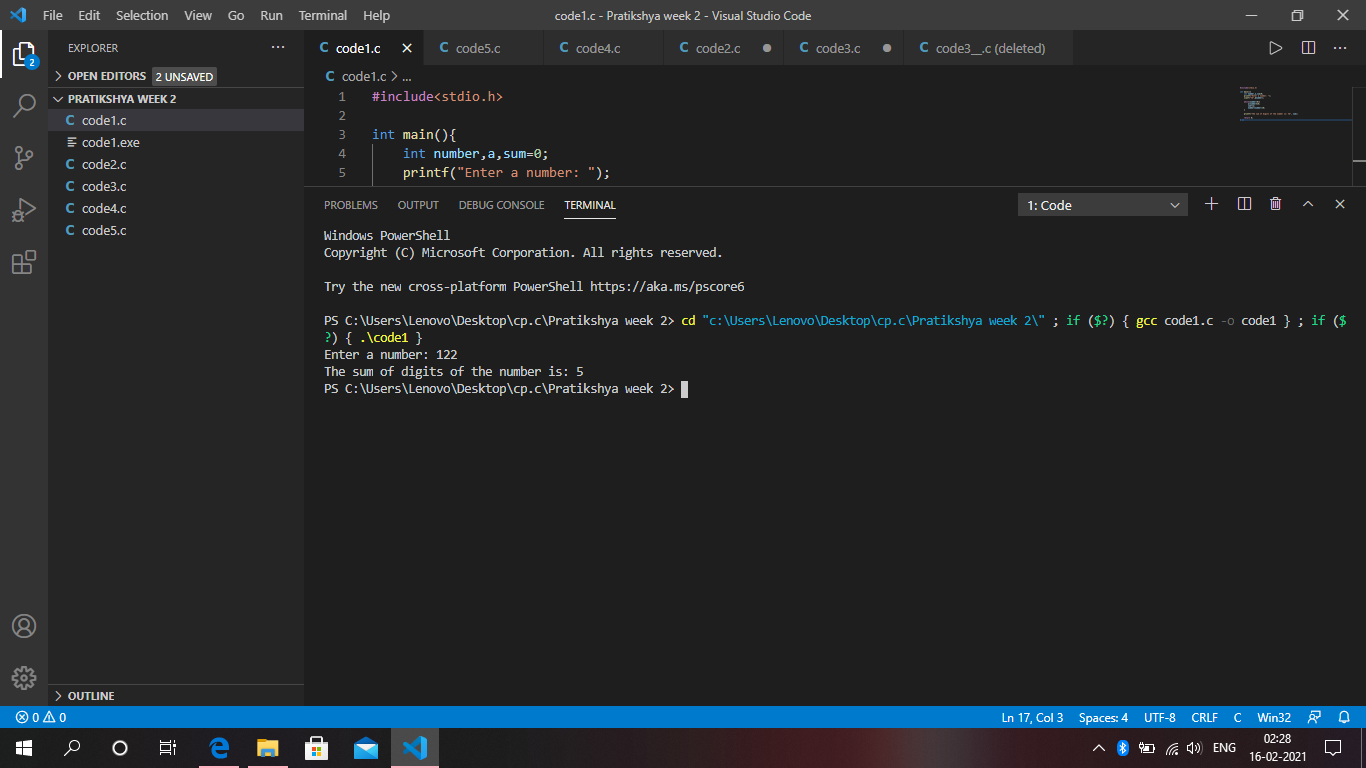 File Edit Selection View Go Run Terminal Help code1.c - Pratikshya week 2 - Visual Studio Code
EXPLORER ···
code1.c code5.c code4.c code2.c code3.c code3__.c (deleted)
OPEN EDITORS 2 UNSAVED
code1.c > ...
PRATIKSHYA WEEK 2
code1.c
code1.exe
code2.c
code3.c
code4.c
code5.c
1 #include<stdio.h>
2
3 int main(){
4 int number,a,sum=0;
5 printf("Enter a number: ");
PROBLEMS OUTPUT DEBUG CONSOLE TERMINAL 1: Code
Windows PowerShell
Copyright (C) Microsoft Corporation. All rights reserved.
Try the new cross-platform PowerShell https://aka.ms/pscore6
PS C:\Users\Lenovo\Desktop\cp.c\Pratikshya week 2> cd "c:\Users\Lenovo\Desktop\cp.c\Pratikshya week 2\" ; if ($?) { gcc code1.c -o code1 } ; if ($
?) { .\code1 }
Enter a number: 122
The sum of digits of the number is: 5
PS C:\Users\Lenovo\Desktop\cp.c\Pratikshya week 2>
OUTLINE
0 0 Ln 17, Col 3 Spaces: 4 UTF-8 CRLF C Win32
ENG 02:28
16-02-2021
2